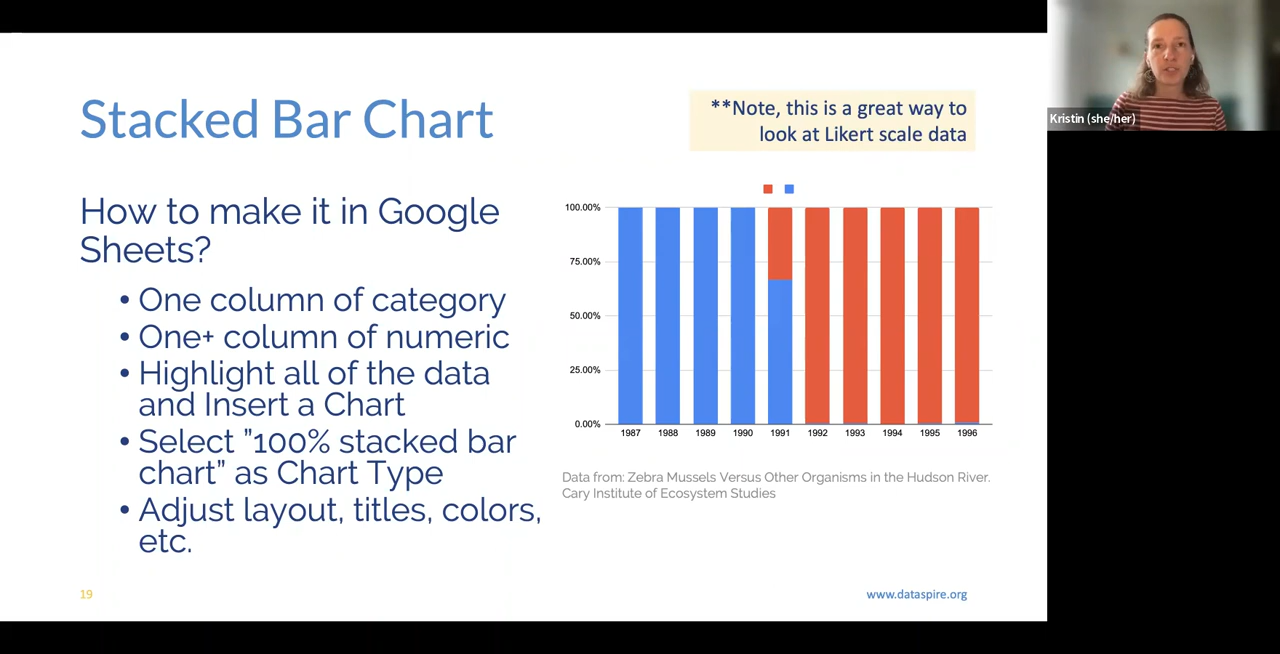 Stacked Bar Chart
**Note, this is a great way to
look at Likert scale data
Kristin (she/her)
How to make it in Google
Sheets?
• One column of category
• One+ column of numeric
• Highlight all of the data
and Insert a Chart
• Select ”100% stacked bar
chart” as Chart Type
• Adjust layout, titles, colors,
etc.
100.00%
75.00%
50.00%
25.00%
0.00%
1987 1988 1989 1990 1991 1992 1993 1994 1995 1996
Data from: Zebra Mussels Versus Other Organisms in the Hudson River.
Cary Institute of Ecosystem Studies
19
www.dataspire.org